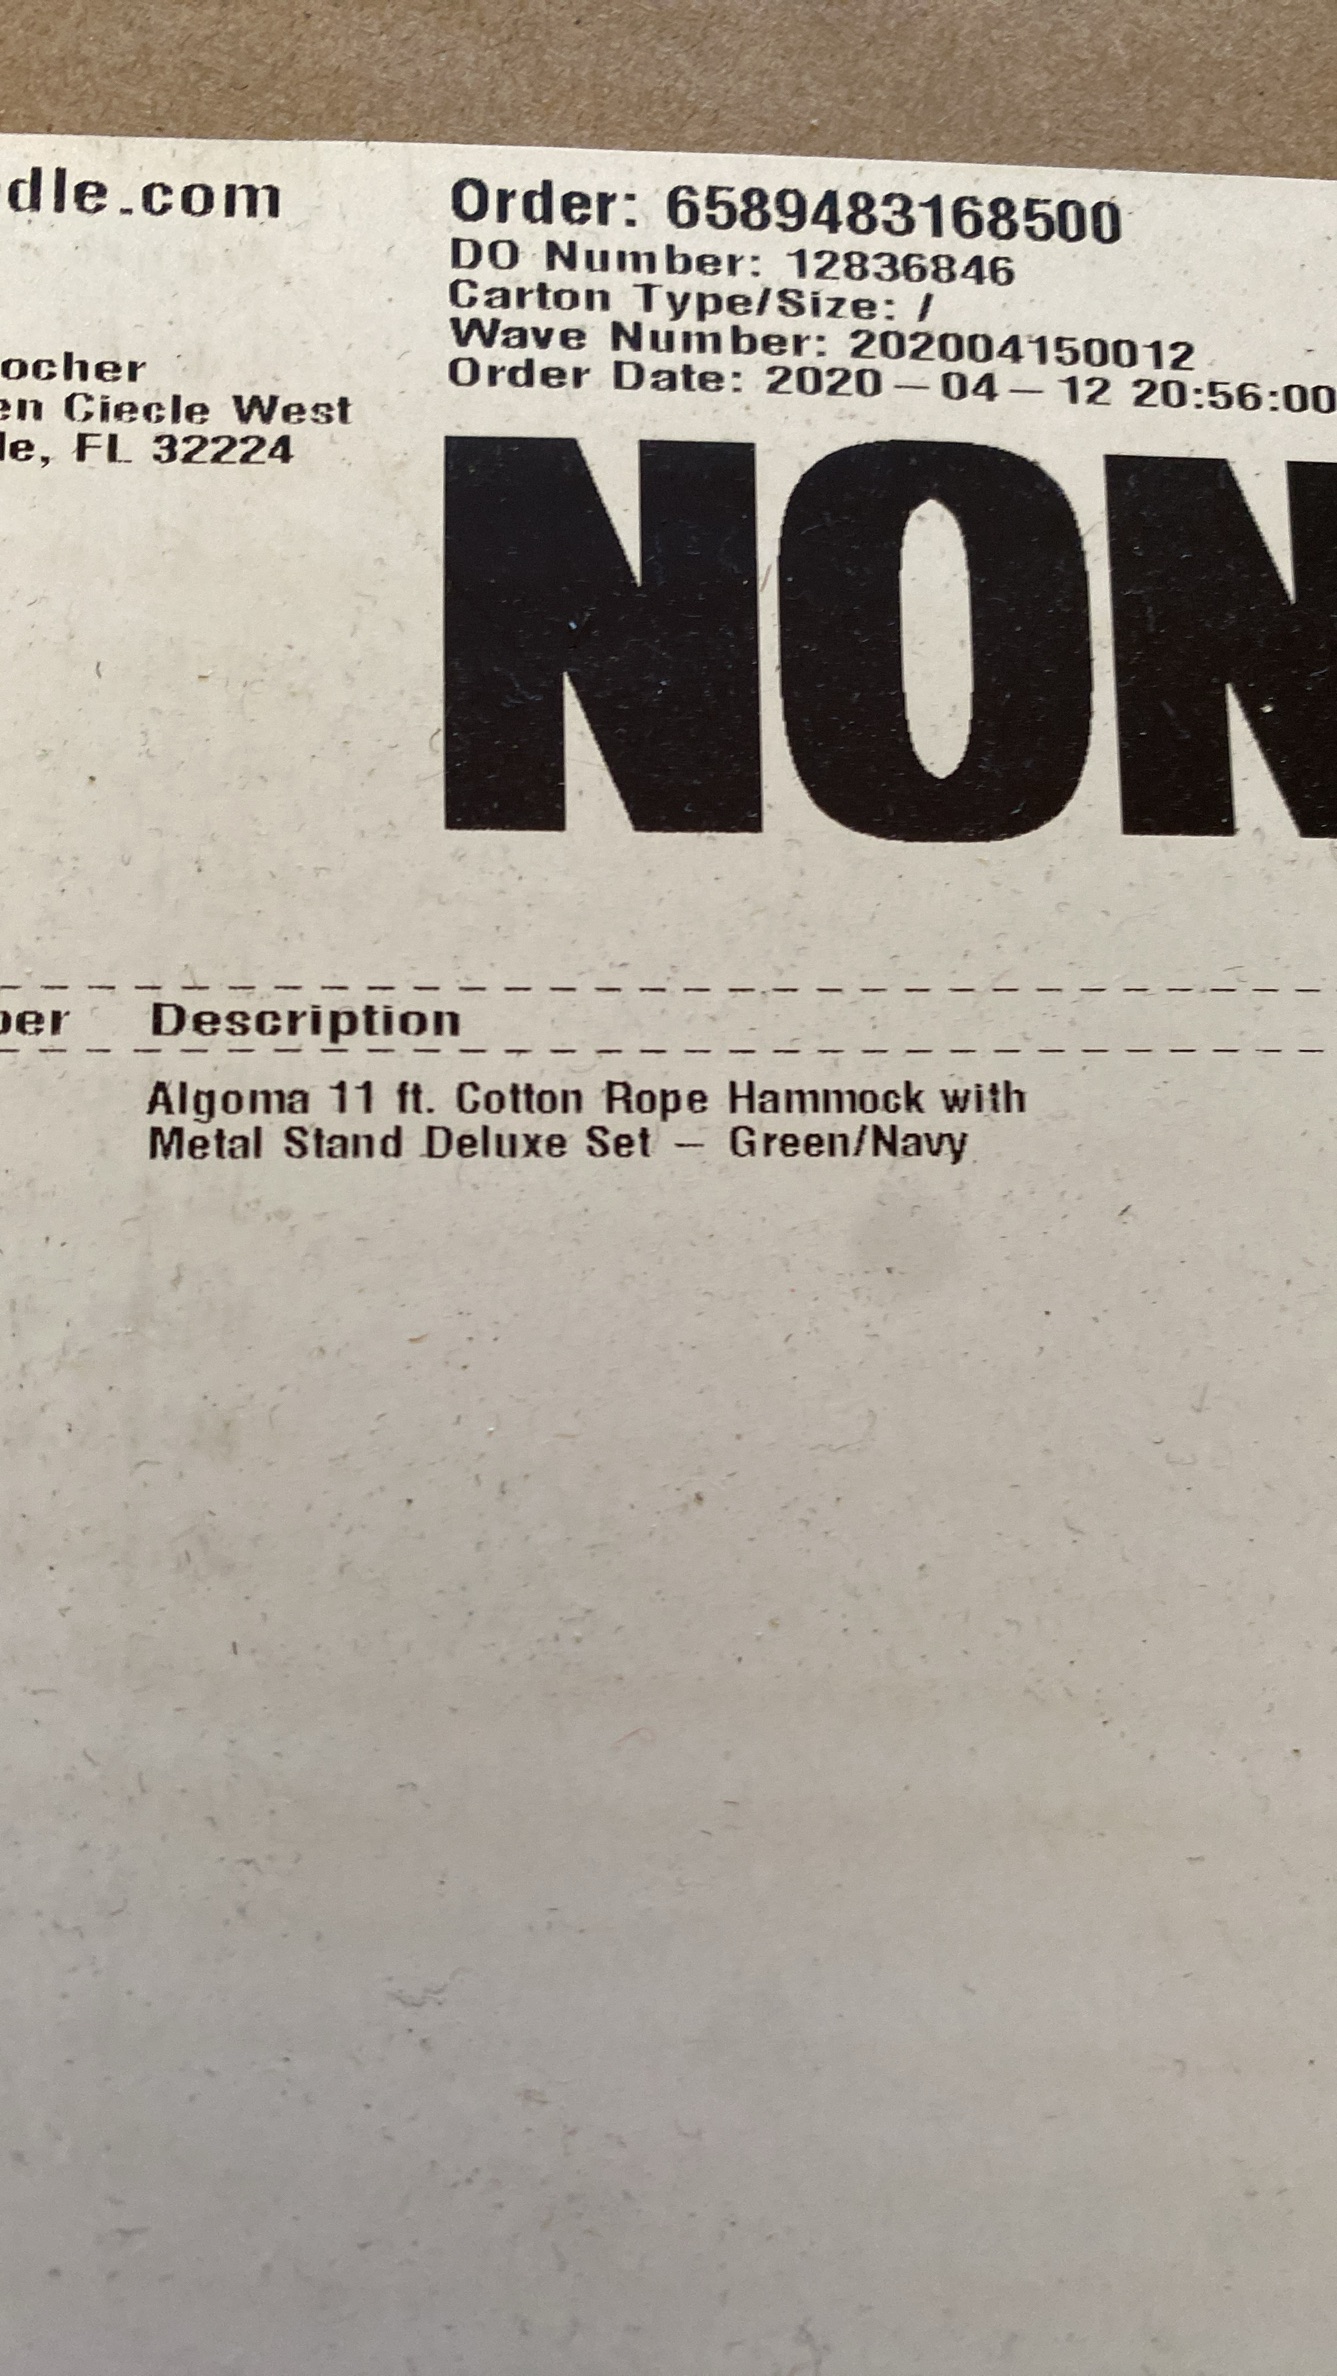 dle.com
Order: 6589483168500
DO Number: 12836846
Carton Type/Size: /
Wave Number: 202004150012
Order Date: 2020-04-12 20:56:00
ocher
en Ciecle West
le, FL 32224
NON
ber Description
Algoma 11 ft. Cotton Rope Hammock with
Metal Stand Deluxe Set - Green/Navy